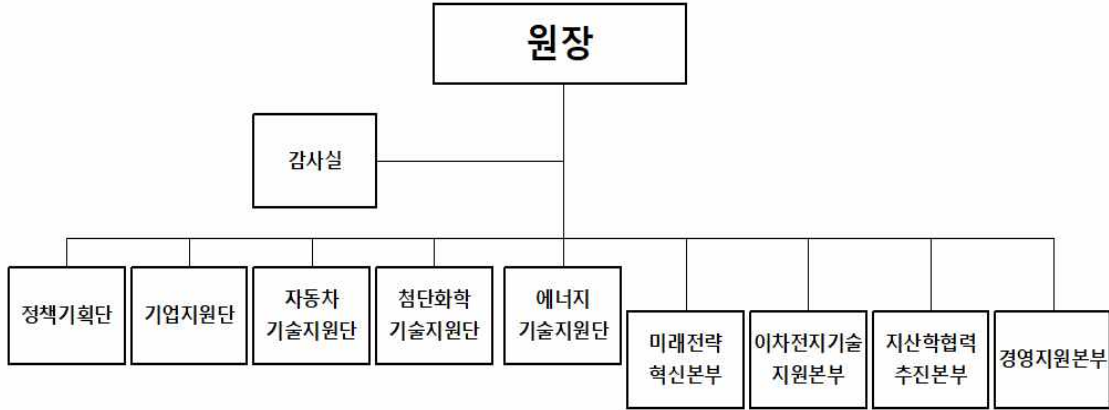 원장
감사실
정책기획단
기업지원단
자동차
기술지원단
첨단화학
기술지원단
에너지
기술지원단
미래전략
혁신본부
이차전지기술
지원본부
지산학협력
추진본부
경영지원본부